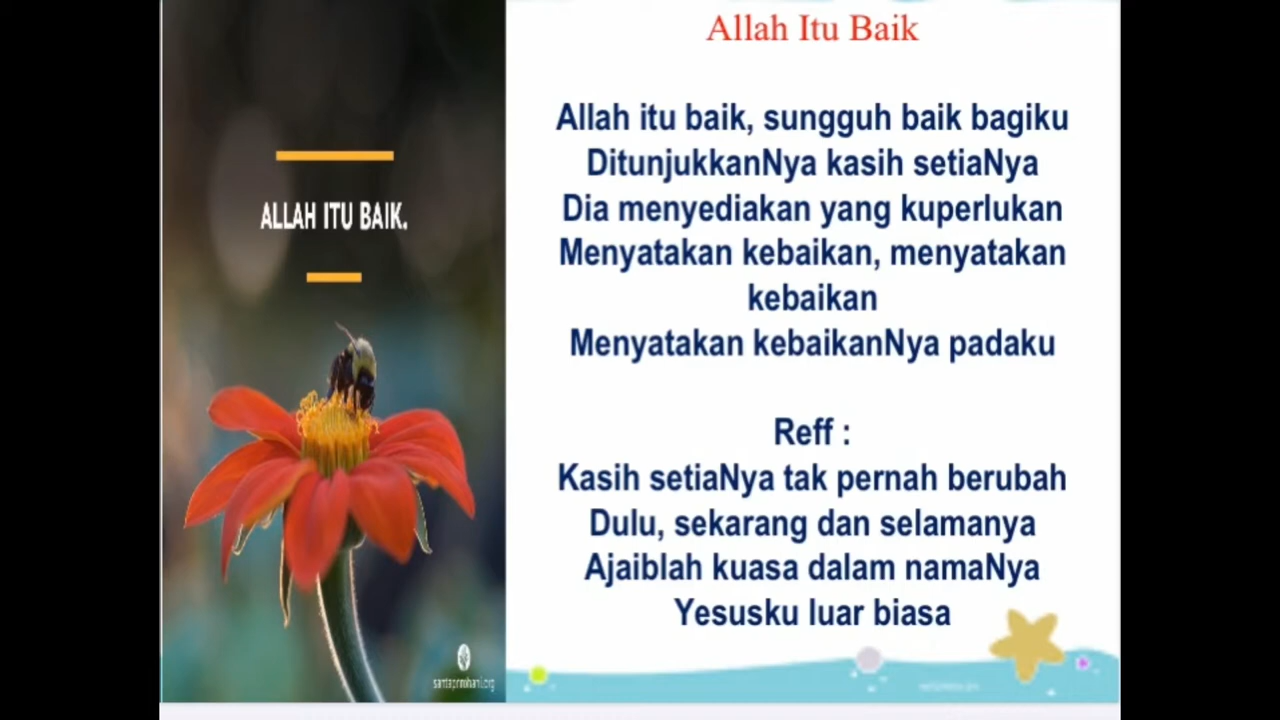 ALLAH ITU BAIK.
santapanrohani.org
Allah Itu Baik
Allah itu baik, sungguh baik bagiku
DitunjukkanNya kasih setiaNya
Dia menyediakan yang kuperlukan
Menyatakan kebaikan, menyatakan
kebaikan
Menyatakan kebaikanNya padaku
Reff :
Kasih setiaNya tak pernah berubah
Dulu, sekarang dan selamanya
Ajaiblah kuasa dalam namaNya
Yesusku luar biasa